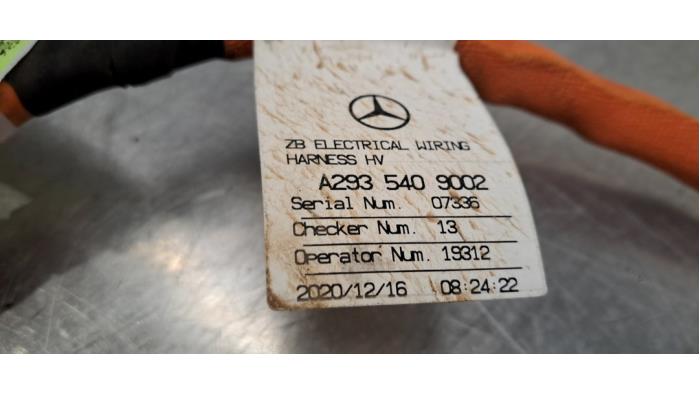 ZB ELECTRICAL WIRING
HARNESS HV
A293 540 9002
Serial Num. 07336
Checker Num. 13
Operator Num. 19312
2020/12/16 08:24:22